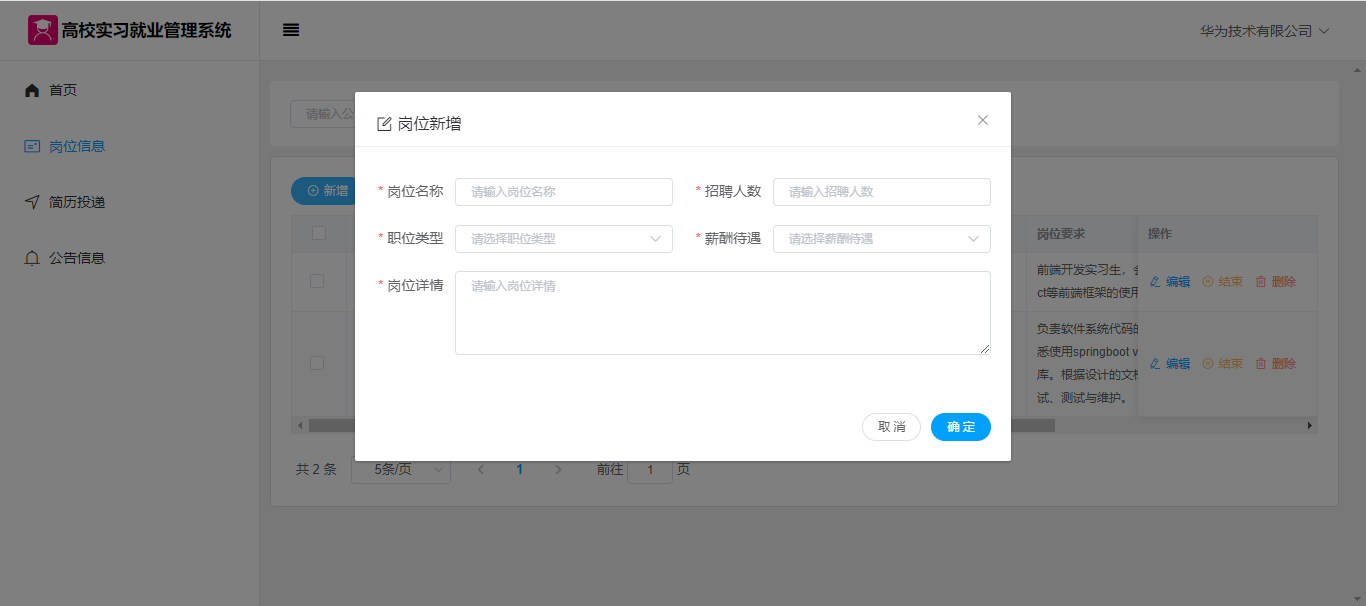 高校实习就业管理系统
华为技术有限公司
首页
岗位信息
简历投递
公告信息
请输入公
新增
岗位新增
* 岗位名称 请输入岗位名称 * 招聘人数 请输入招聘人数
* 职位类型 请选择职位类型 * 薪酬待遇 请选择薪酬待遇
* 岗位详情 请输入岗位详情
取消 确定
岗位要求 操作
前端开发实习生，
ct等前端框架的使用
编辑 结束 删除
负责软件系统代码的
悉使用springboot v
库。根据设计的文档
试、测试与维护。
编辑 结束 删除
共 2 条 5条/页 1 前往 1 页